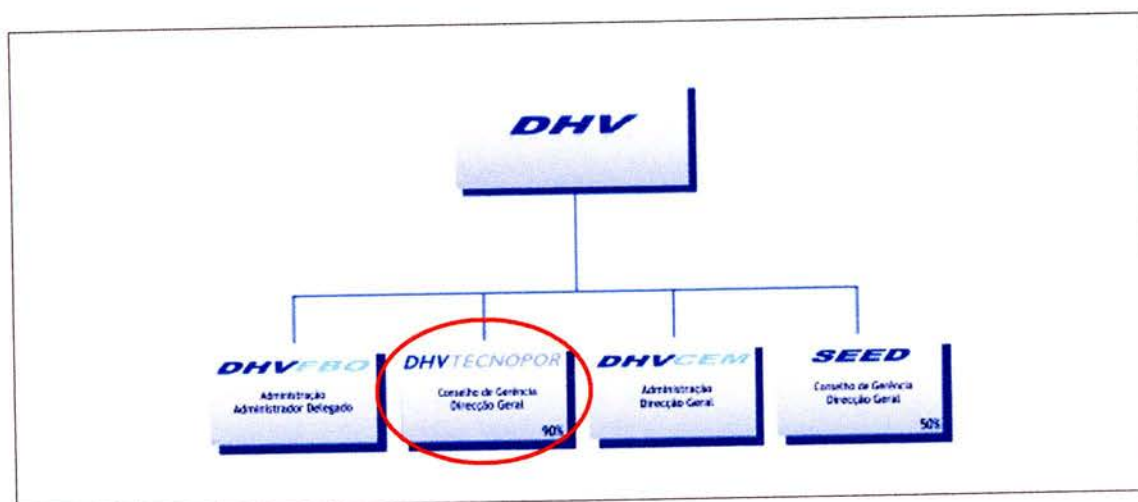 DHV
DHVFBO
Administração
Administrador Delegado
DHVTECNOPOR
Conselho de Gerência
Direcção Geral
90%
DHVCEM
Administração
Direcção Geral
SEED
Conselho de Gerência
Direcção Geral
50%